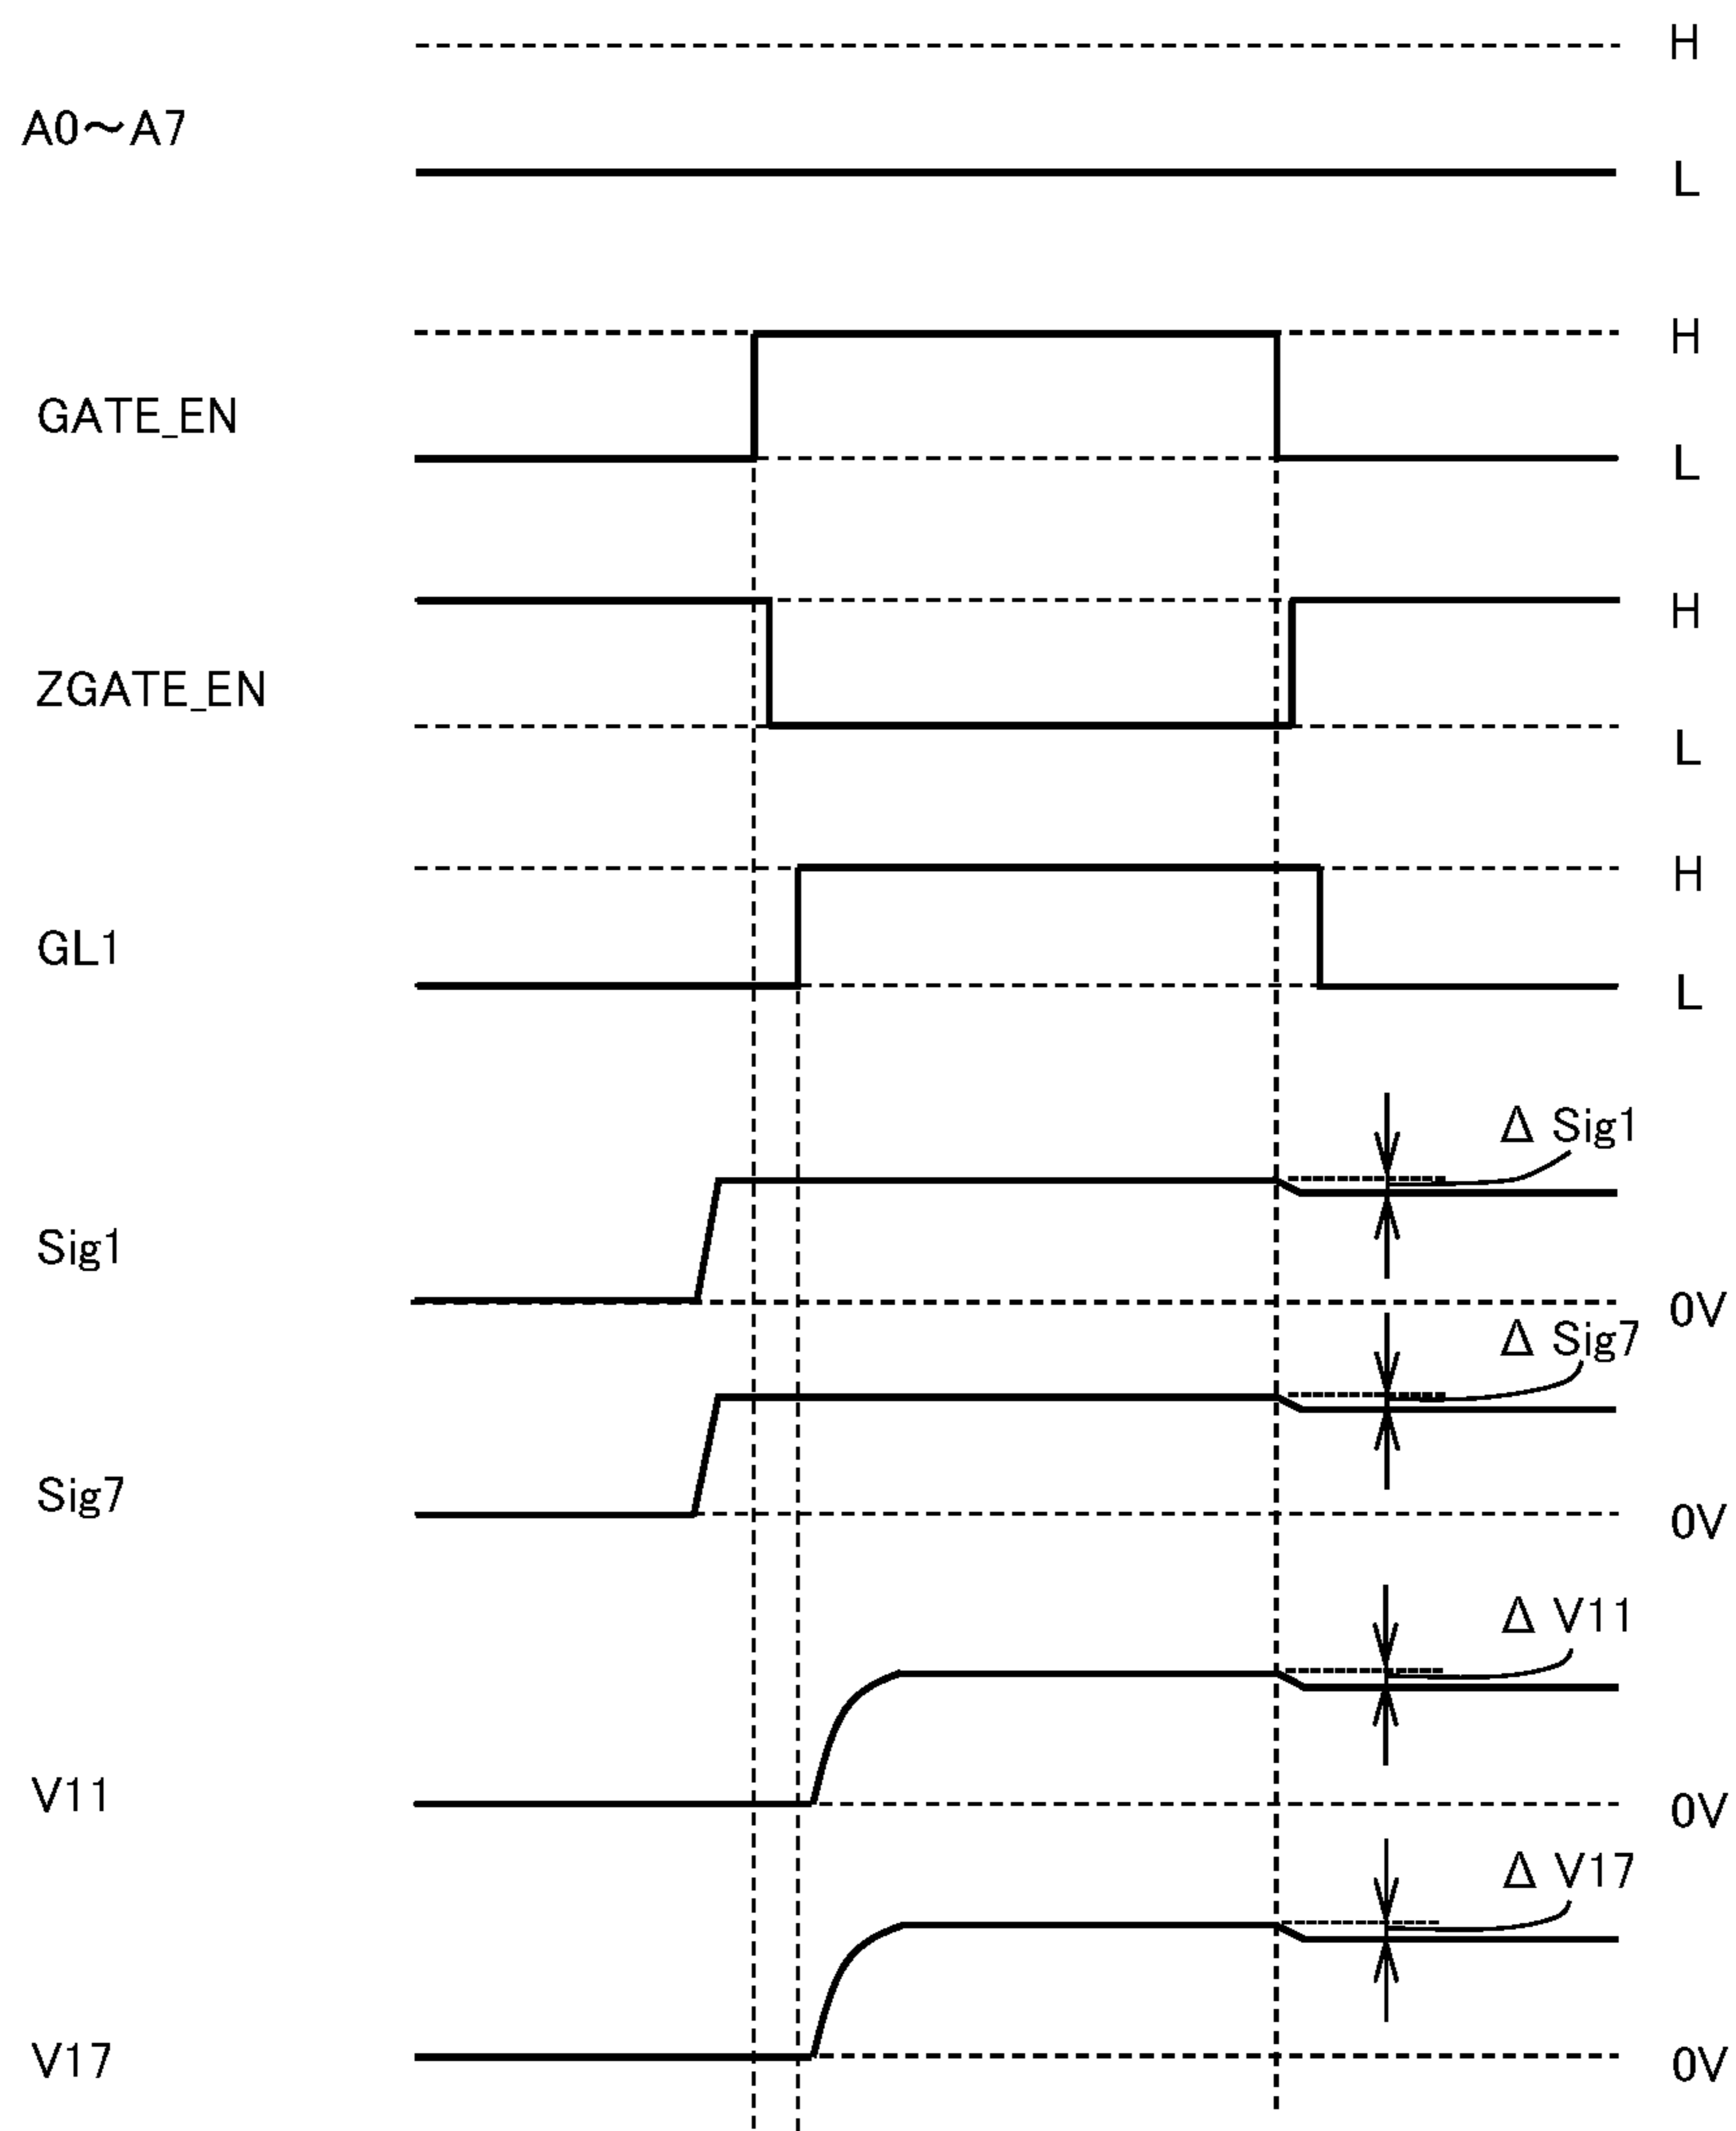 H
A0～A7
L
H
GATE_EN
L
H
ZGATE_EN
L
H
GL1
L
Δ Sig1
Sig1
0V
Δ Sig7
Sig7
0V
Δ V11
V11
0V
Δ V17
V17
0V